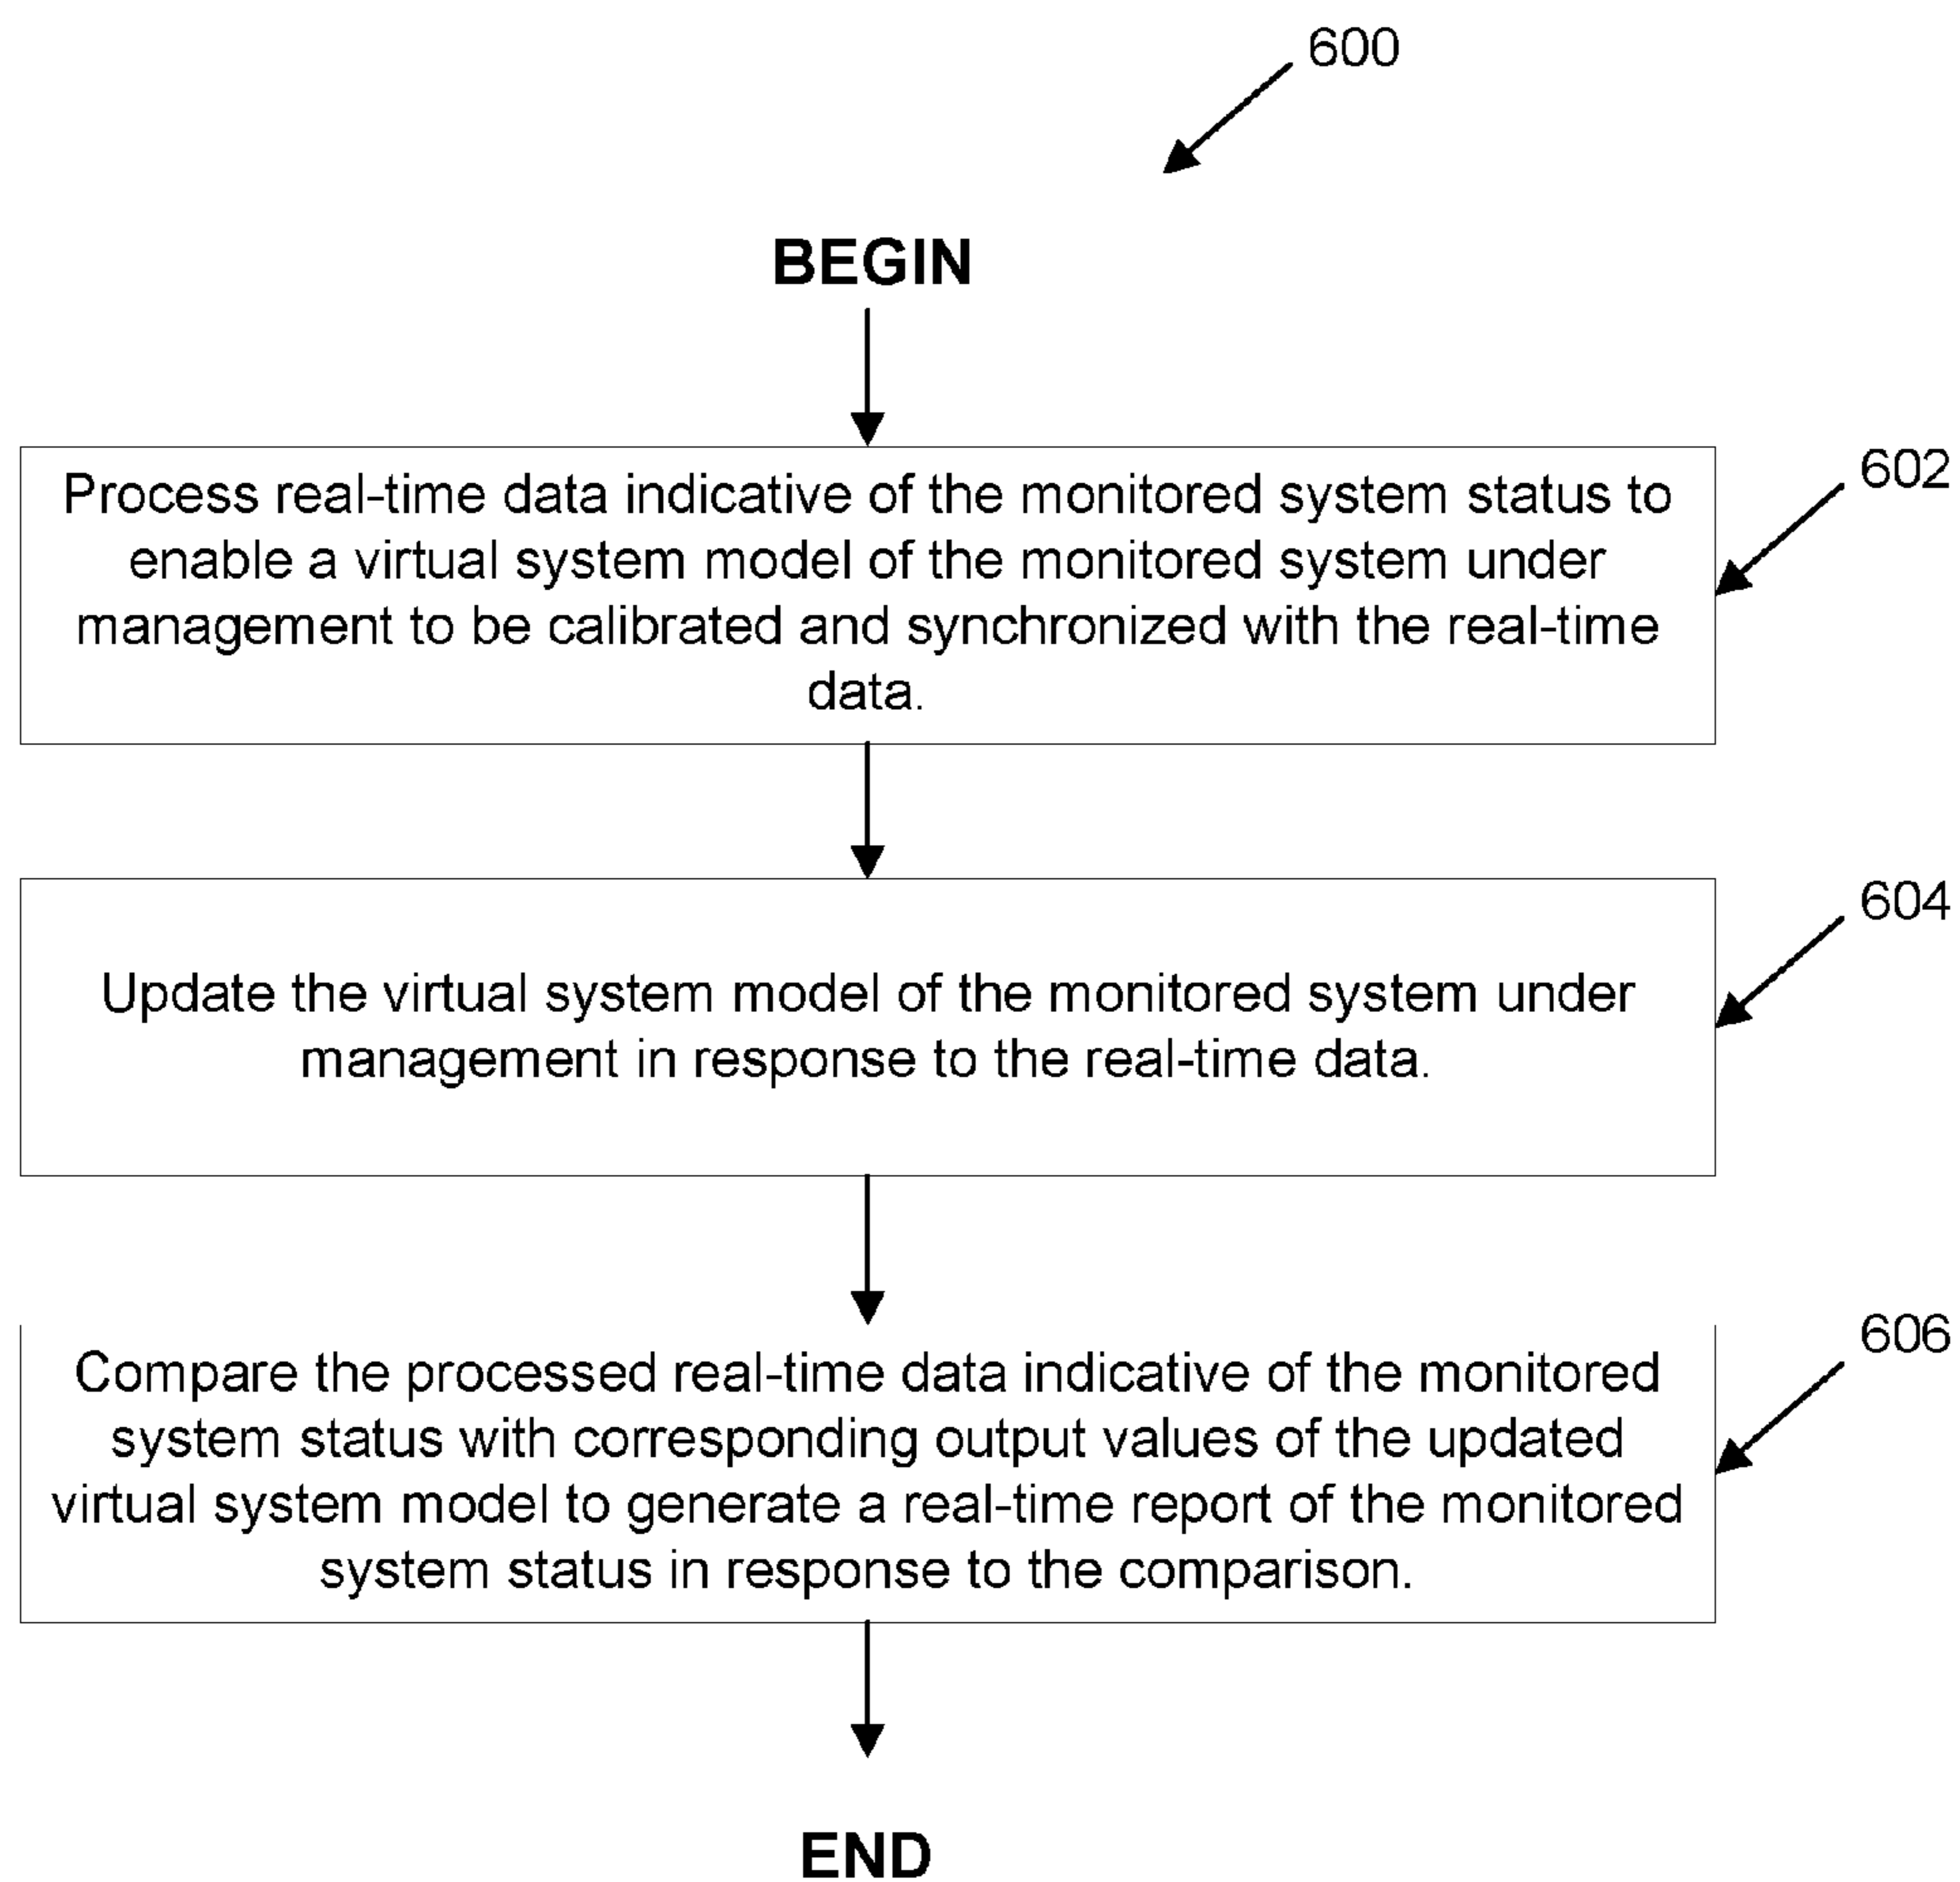 600
BEGIN
602
Process real-time data indicative of the monitored system status to
enable a virtual system model of the monitored system under
management to be calibrated and synchronized with the real-time
data.
604
Update the virtual system model of the monitored system under
management in response to the real-time data.
606
Compare the processed real-time data indicative of the monitored
system status with corresponding output values of the updated
virtual system model to generate a real-time report of the monitored
system status in response to the comparison.
END